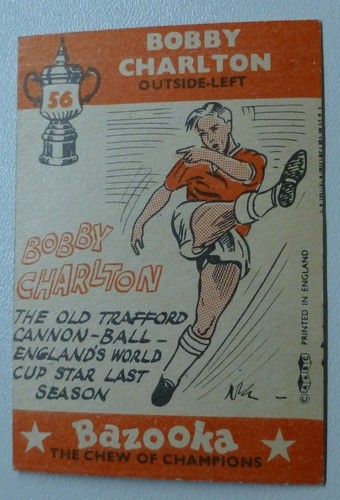 56
BOBBY
CHARLTON
OUTSIDE-LEFT
BOBBY
CHARLTON
THE OLD TRAFFORD
CANNON-BALL-
ENGLAND'S WORLD
CUP STAR LAST
SEASON
PRINTED IN ENGLAND
Bazooka
THE CHEW OF CHAMPIONS